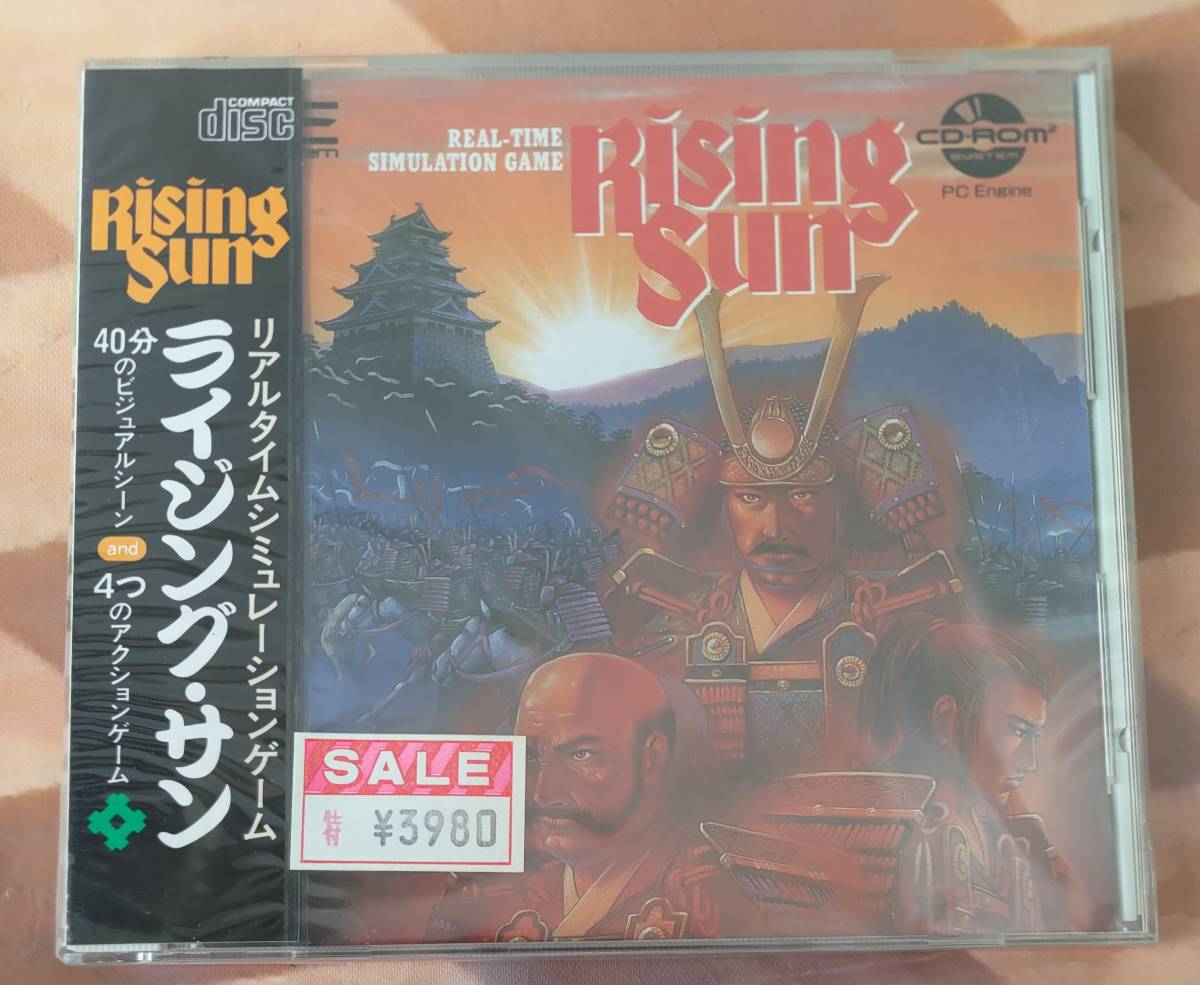 COMPACT
disc
Rising
Sun
リアルタイムシミュレーションゲーム
ライジング・サン
40分のビジュアルシーン
and
4つのアクションゲーム
REAL-TIME
SIMULATION GAME
Rising
Sun
CD-ROM²
SYSTEM
PC Engine
SALE
¥3980